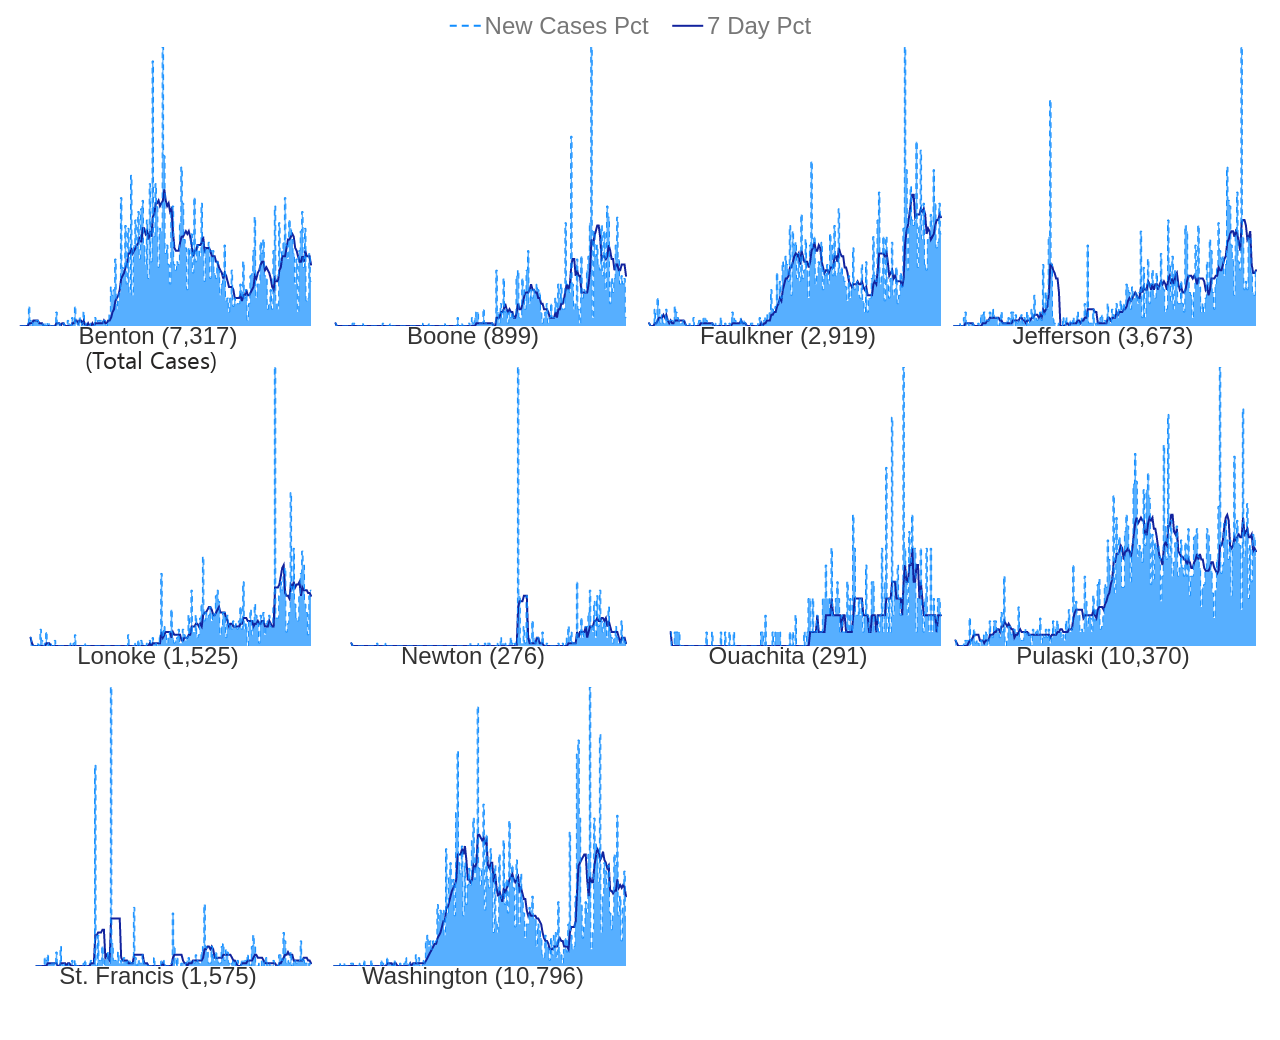 New Cases Pct 7 Day Pct
Benton (7,317) Boone (899) Faulkner (2,919) Jefferson (3,673)
(Total Cases)
Lonoke (1,525) Newton (276) Ouachita (291) Pulaski (10,370)
St. Francis (1,575) Washington (10,796)